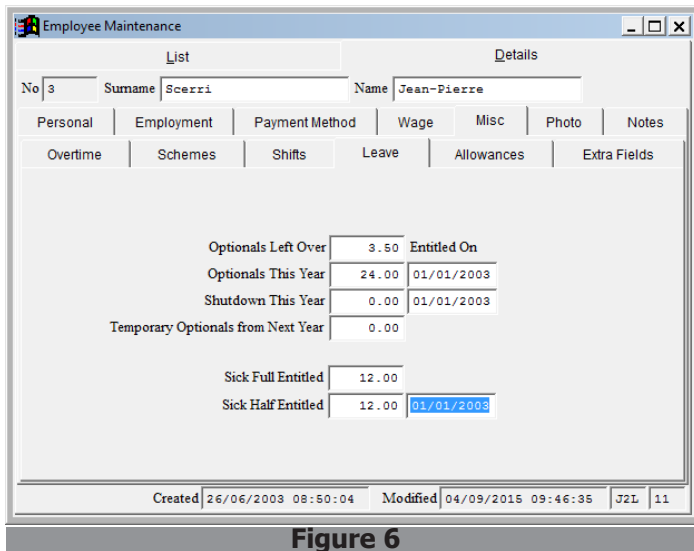 Employee Maintenance
List Details
No 3 Surname Scerri Name Jean-Pierre
Personal Employment Payment Method Wage Misc Photo Notes
Overtime Schemes Shifts Leave Allowances Extra Fields
Optionals Left Over 3.50 Entitled On
Optionals This Year 24.00 01/01/2003
Shutdown This Year 0.00 01/01/2003
Temporary Optionals from Next Year 0.00
Sick Full Entitled 12.00
Sick Half Entitled 12.00 01/01/2003
Created 26/06/2003 08:50:04 Modified 04/09/2015 09:46:35 J2L 11
Figure 6